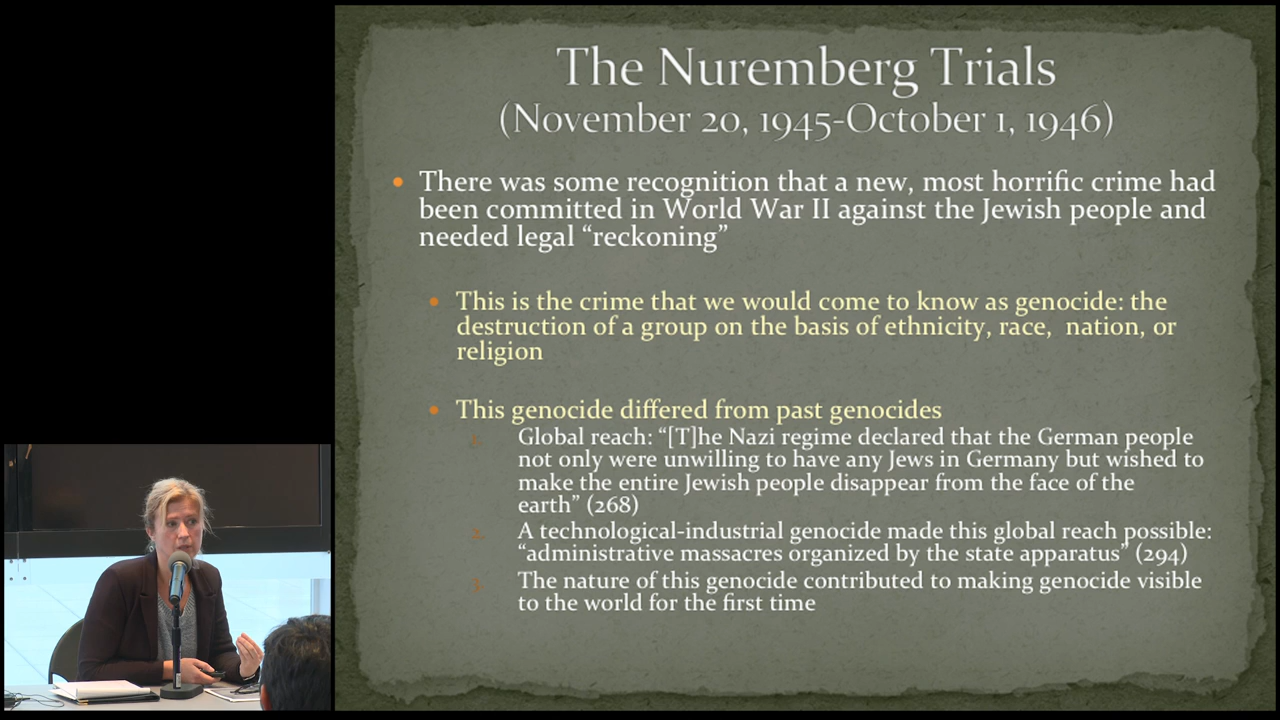 The Nuremberg Trials
(November 20, 1945-October 1, 1946)
• There was some recognition that a new, most horrific crime had
been committed in World War II against the Jewish people and
needed legal “reckoning”
• This is the crime that we would come to know as genocide: the
destruction of a group on the basis of ethnicity, race, nation, or
religion
• This genocide differed from past genocides
1. Global reach: “[T]he Nazi regime declared that the German people
not only were unwilling to have any Jews in Germany but wished to
make the entire Jewish people disappear from the face of the
earth” (268)
2. A technological-industrial genocide made this global reach possible:
“administrative massacres organized by the state apparatus” (294)
3. The nature of this genocide contributed to making genocide visible
to the world for the first time